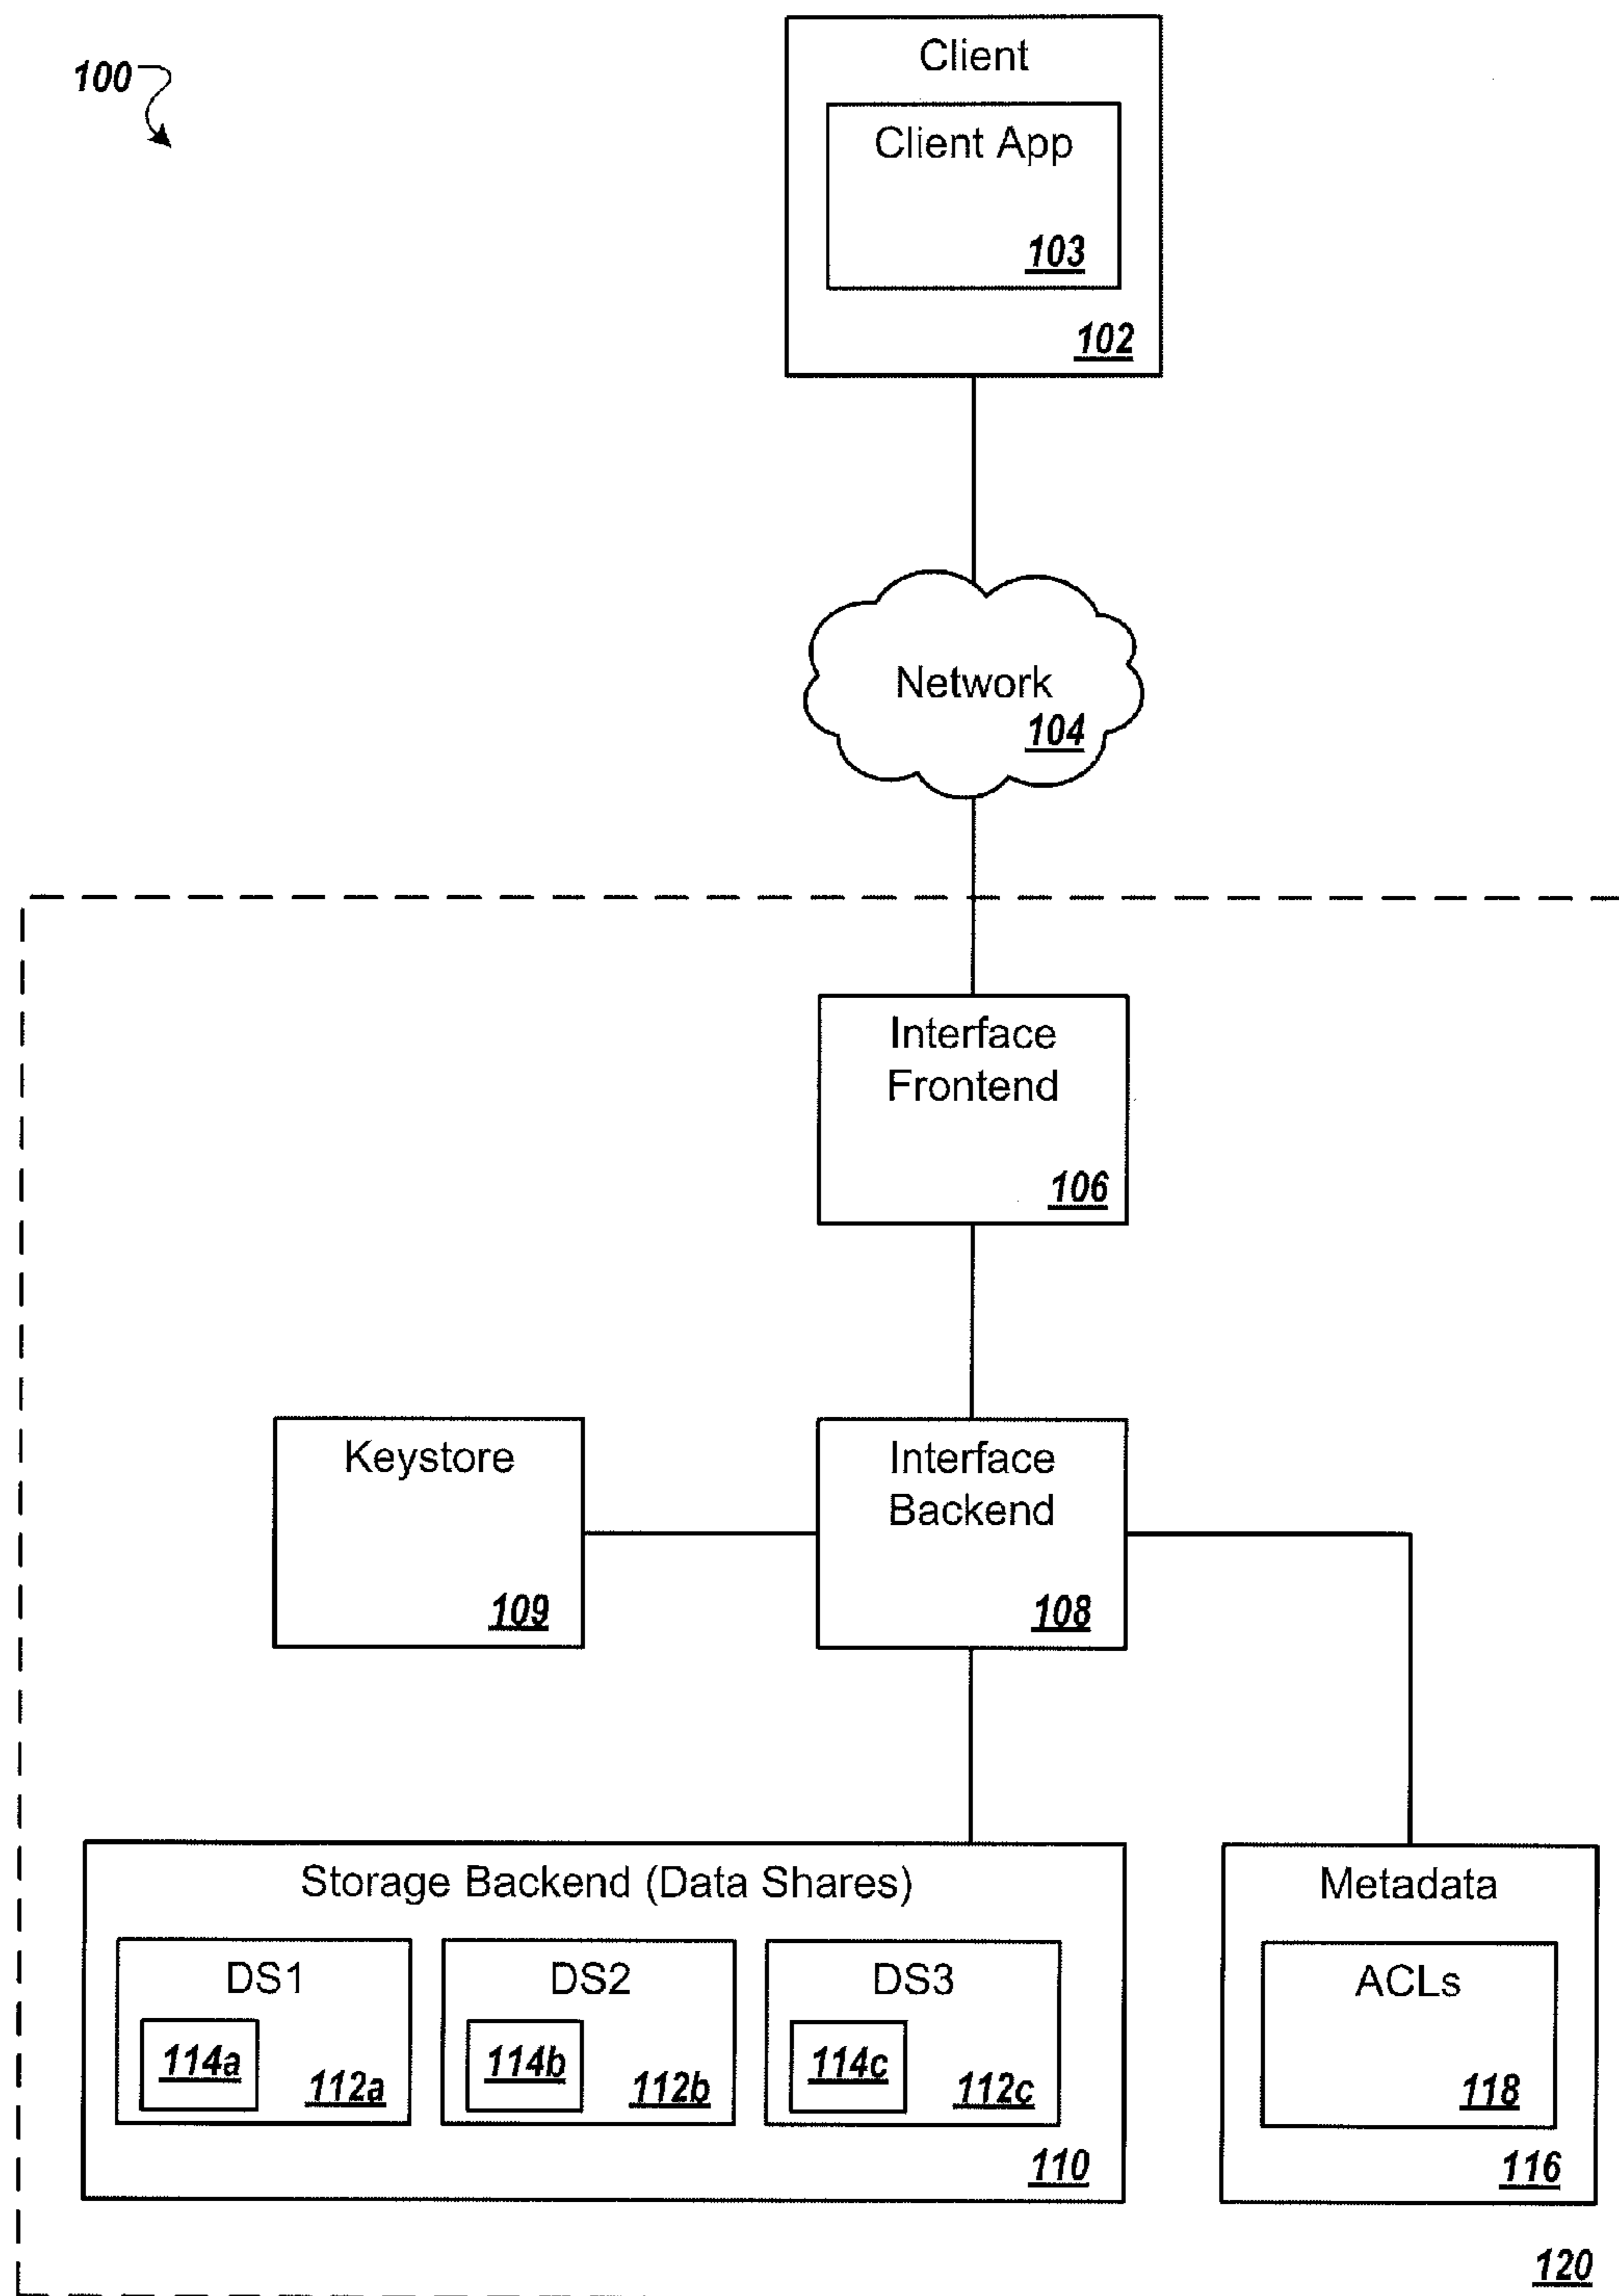 100
Client
Client App
103
102
Network
104
Interface
Frontend
106
Keystore
109
Interface
Backend
108
Storage Backend (Data Shares)
DS1
114a
112a
DS2
114b
112b
DS3
114c
112c
110
Metadata
ACLs
118
116
120